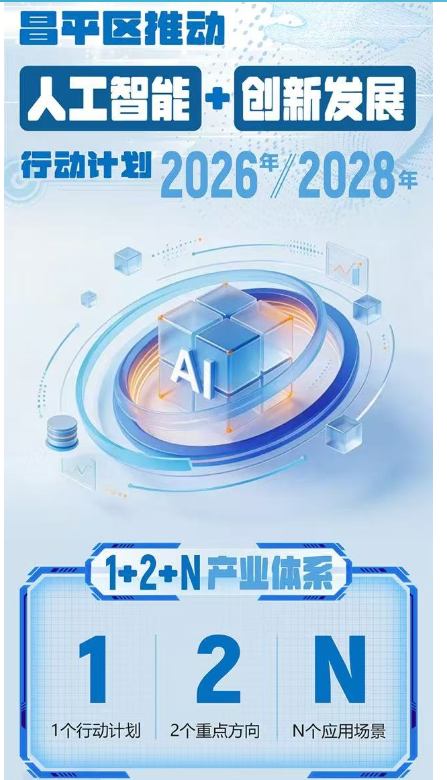 昌平区推动
人工智能+创新发展
行动计划 2026年//2028年
AI
1+2+N产业体系
1 2 N
1个行动计划 2个重点方向 N个应用场景